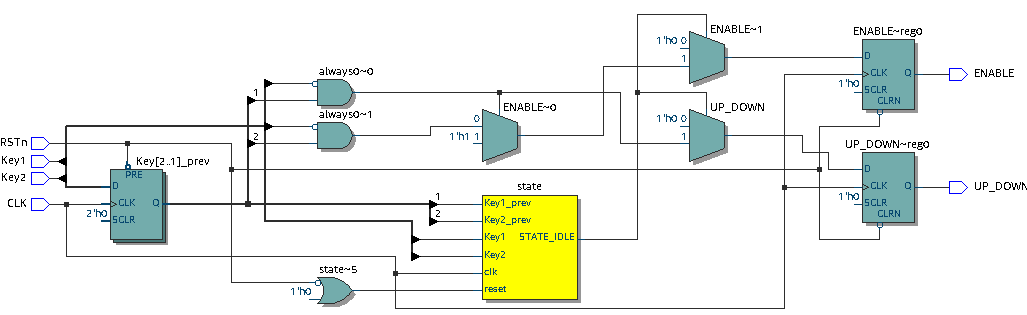 ENABLE~1
ENABLE~reg0
1'h0 0
1
D
CLK
Q
ENABLE
1'h0
SCLR
CLRN
always0~0
1
always0~1
2
ENABLE~0
0
1'h1 1
UP_DOWN
1'h0 0
1
UP_DOWN~reg0
D
CLK
Q
UP_DOWN
1'h0
SCLR
CLRN
RSTn
Key1
Key2
CLK
Key[2..1]_prev
PRE
D
CLK
Q
2'h0
SCLR
state
1
Key1_prev
2
Key2_prev
Key1
STATE_IDLE
Key2
clk
reset
state~5
1'h0